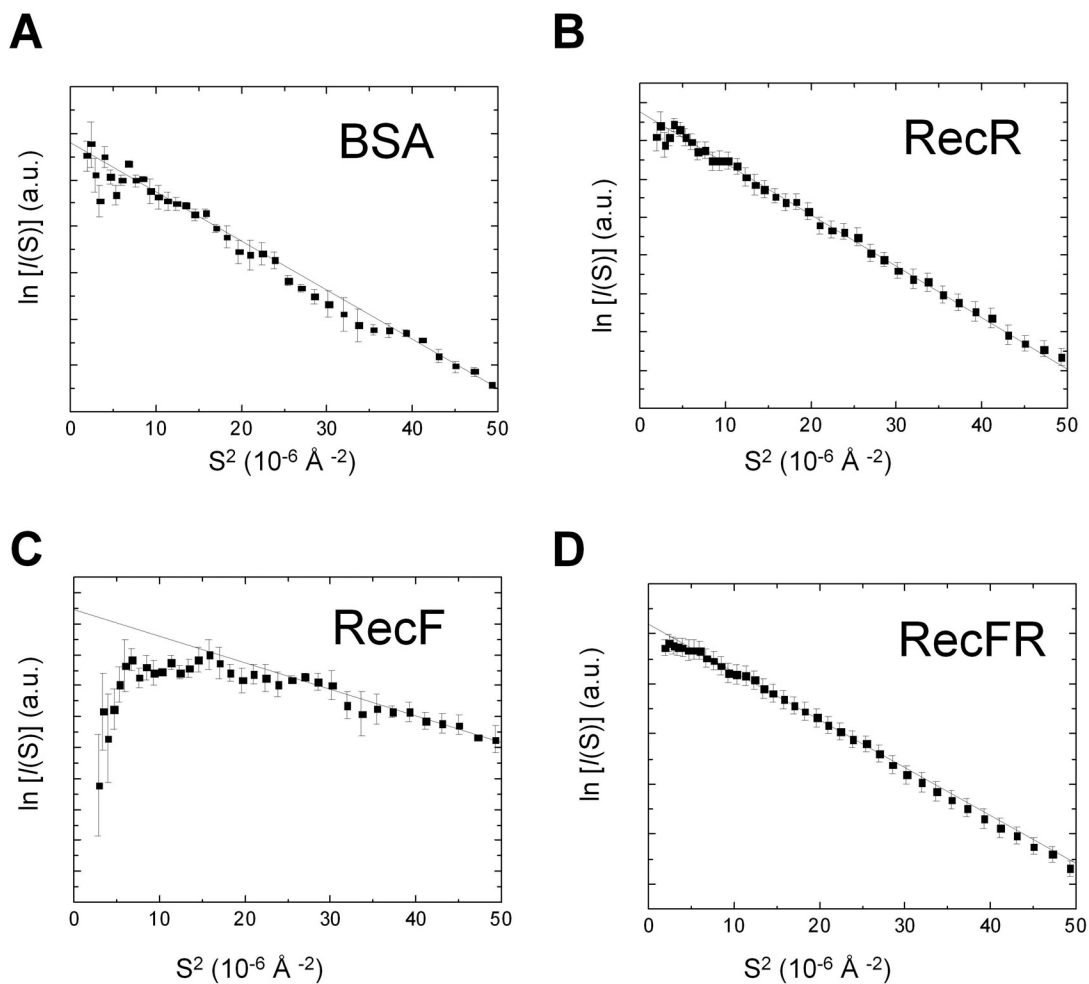 A
B
BSA
RecR
ln [I(S)] (a.u.)
ln [I(S)] (a.u.)
0 10 20 30 40 50
0 10 20 30 40 50
S² (10⁻⁶ Å ⁻²)
S² (10⁻⁶ Å ⁻²)
C
D
RecF
RecFR
ln [I(S)] (a.u.)
ln [I(S)] (a.u.)
0 10 20 30 40 50
0 10 20 30 40 50
S² (10⁻⁶ Å ⁻²)
S² (10⁻⁶ Å ⁻²)